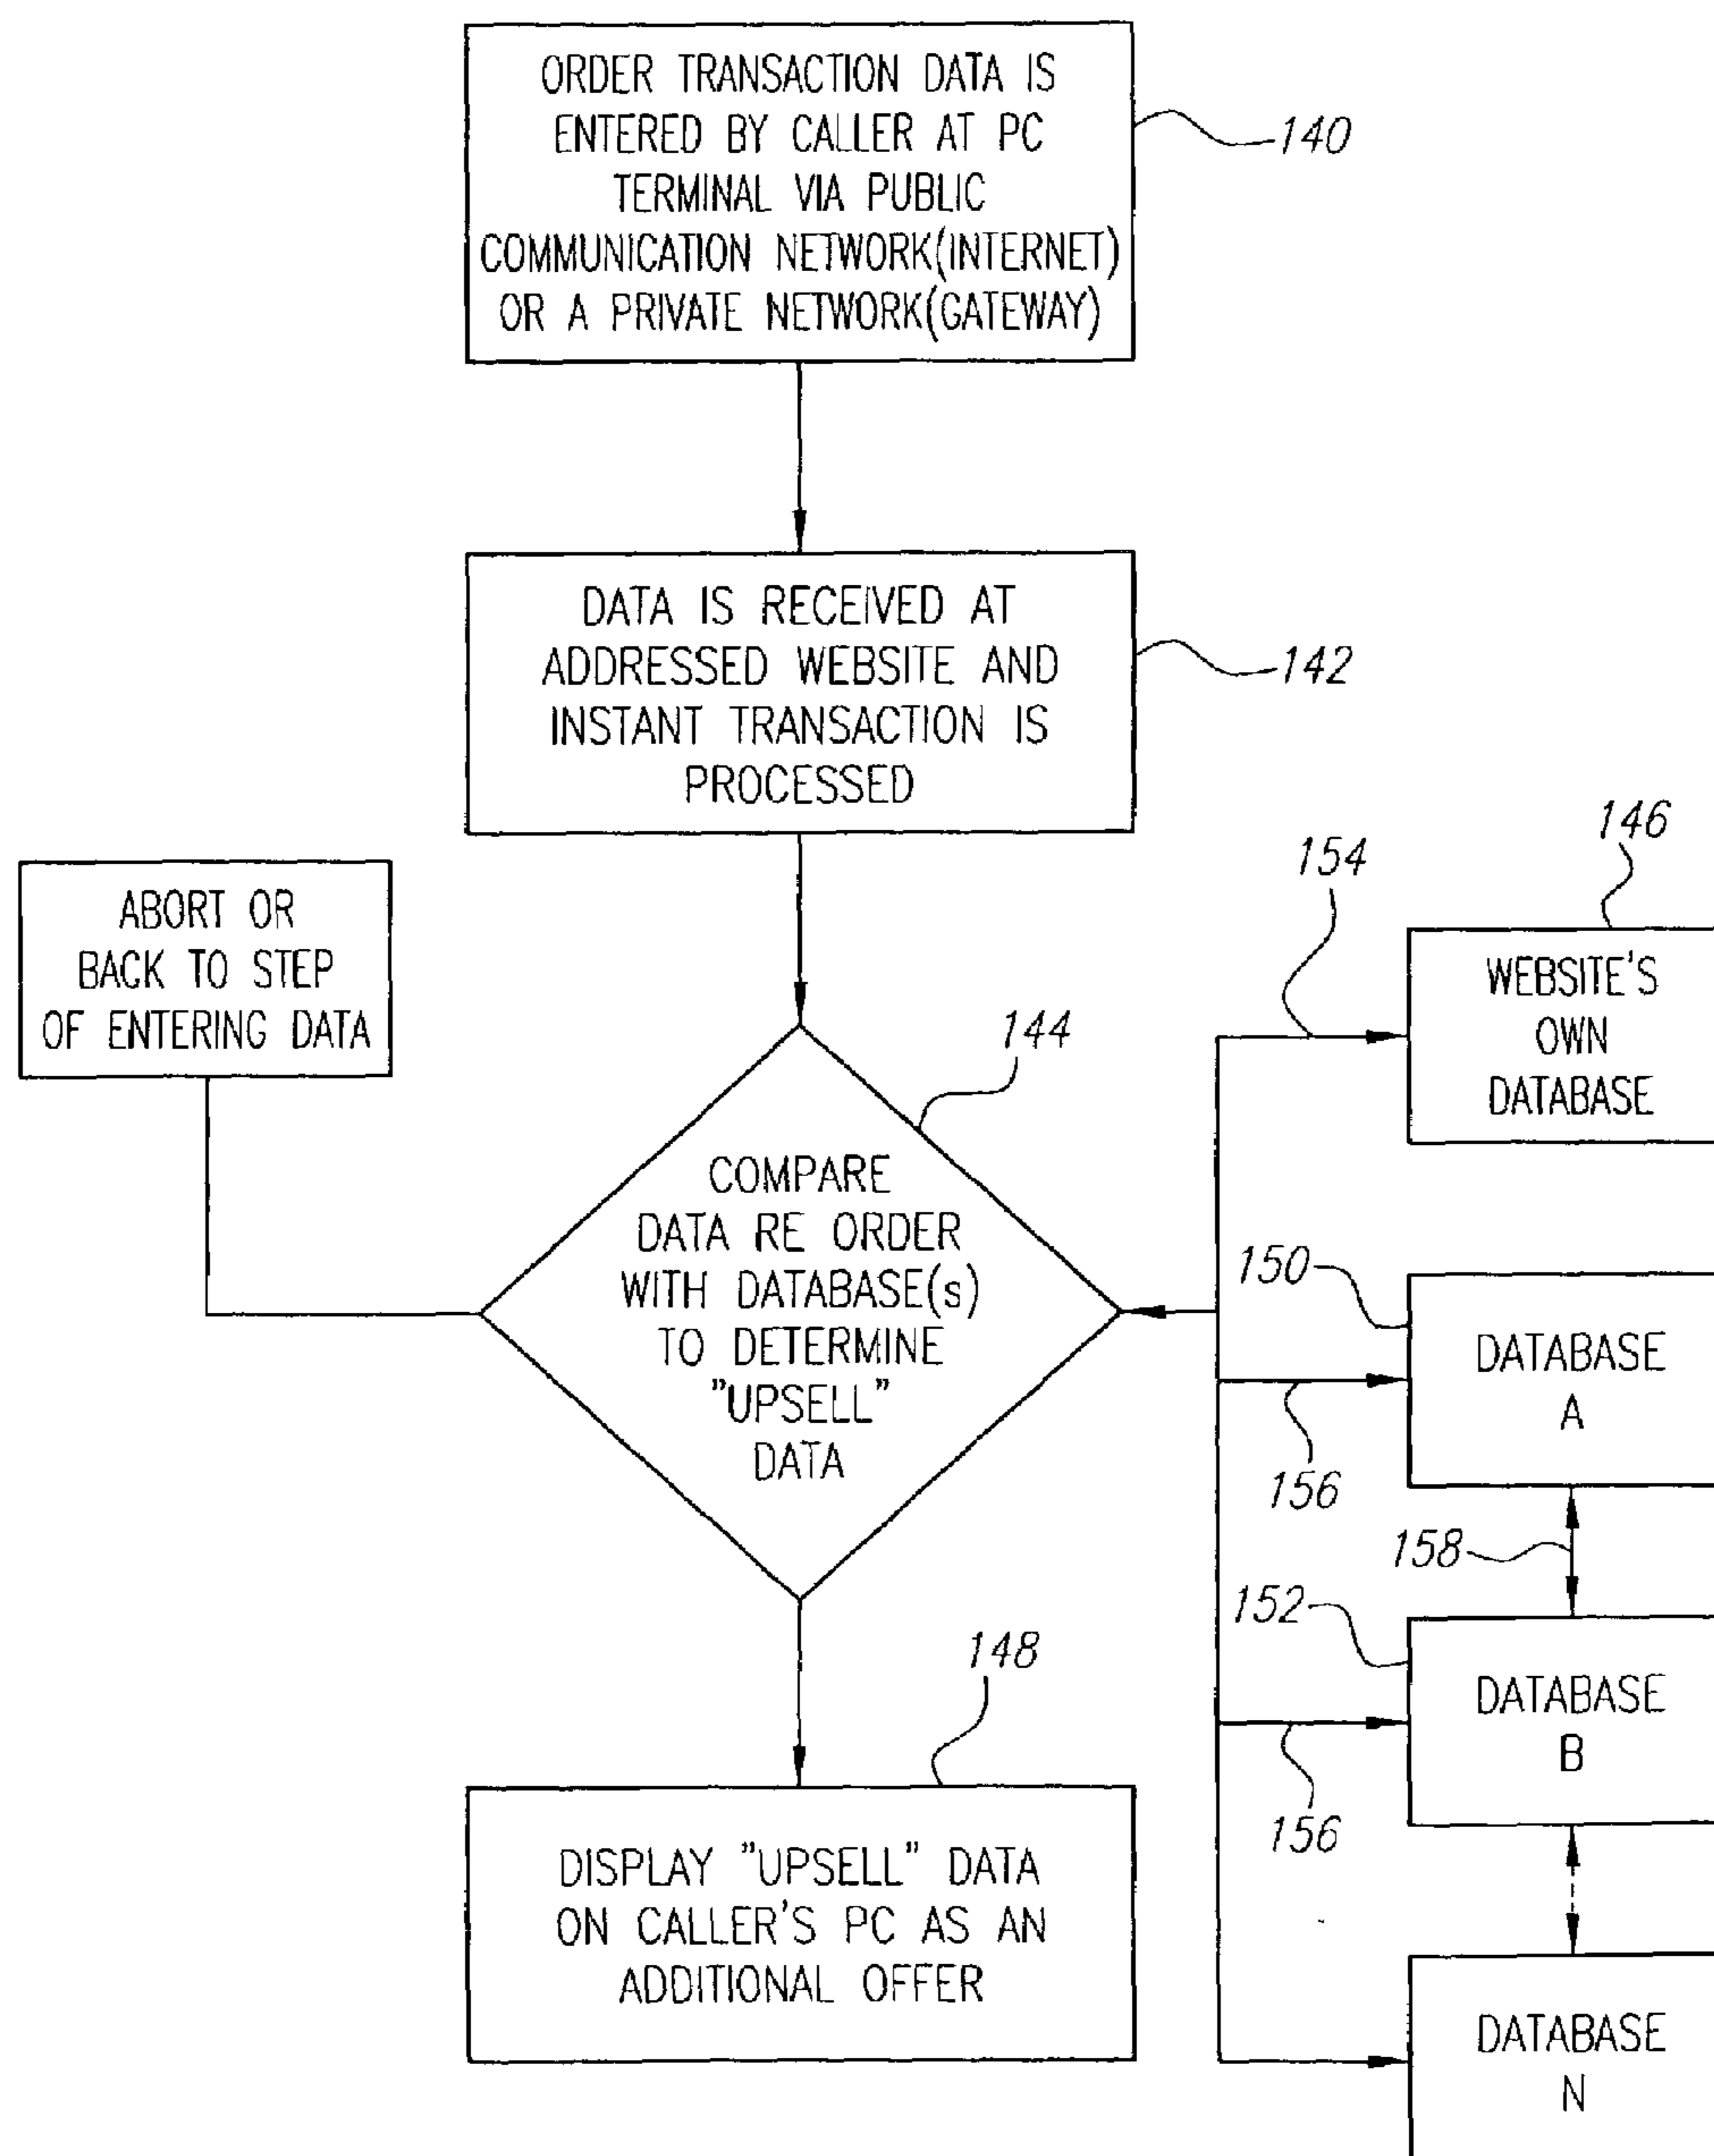 ORDER TRANSACTION DATA IS
ENTERED BY CALLER AT PC
TERMINAL VIA PUBLIC
COMMUNICATION NETWORK(INTERNET)
OR A PRIVATE NETWORK(GATEWAY)
140
DATA IS RECEIVED AT
ADDRESSED WEBSITE AND
INSTANT TRANSACTION IS
PROCESSED
142
ABORT OR
BACK TO STEP
OF ENTERING DATA
144
COMPARE
DATA RE ORDER
WITH DATABASE(s)
TO DETERMINE
"UPSELL"
DATA
154
146
WEBSITE'S
OWN
DATABASE
150
DATABASE
A
156
158
152
DATABASE
B
156
148
DISPLAY "UPSELL" DATA
ON CALLER'S PC AS AN
ADDITIONAL OFFER
DATABASE
N